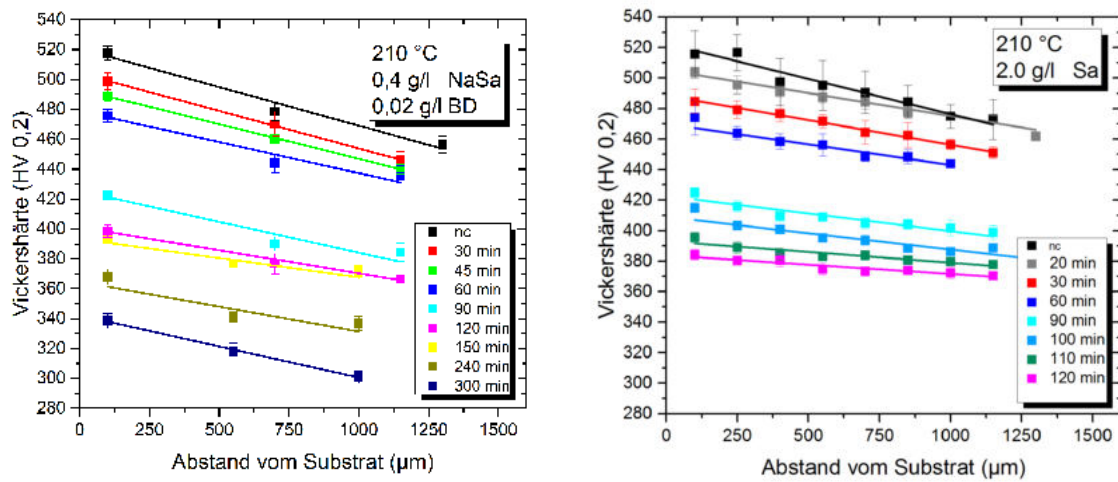 540
520
500
480
460
440
420
400
380
360
340
320
300
280
Vickershärte (HV 0,2)
210 °C
0,4 g/l NaSa
0,02 g/l BD
nc
30 min
45 min
60 min
90 min
120 min
150 min
240 min
300 min
0 250 500 750 1000 1250 1500
Abstand vom Substrat (µm)
540
520
500
480
460
440
420
400
380
360
340
320
300
280
Vickershärte (HV 0,2)
210 °C
2.0 g/l Sa
nc
20 min
30 min
60 min
90 min
100 min
110 min
120 min
0 250 500 750 1000 1250 1500
Abstand vom Substrat (µm)